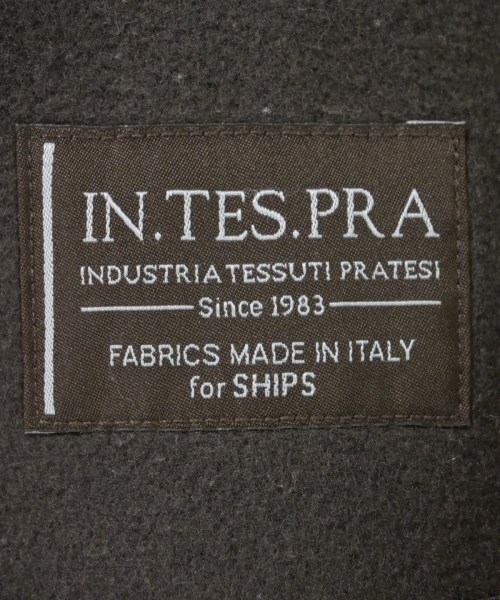 IN.TES.PRA
INDUSTRIA TESSUTI PRATESI
Since 1983
FABRICS MADE IN ITALY
for SHIPS